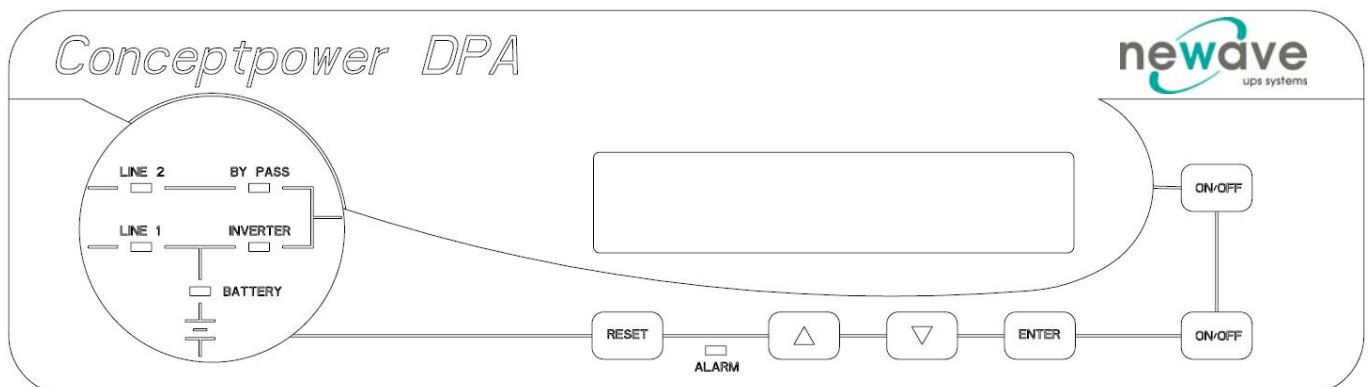 Conceptpower DPA
newave
ups systems
LINE 2
BY PASS
ON/OFF
LINE 1
INVERTER
BATTERY
RESET
ENTER
ON/OFF
ALARM